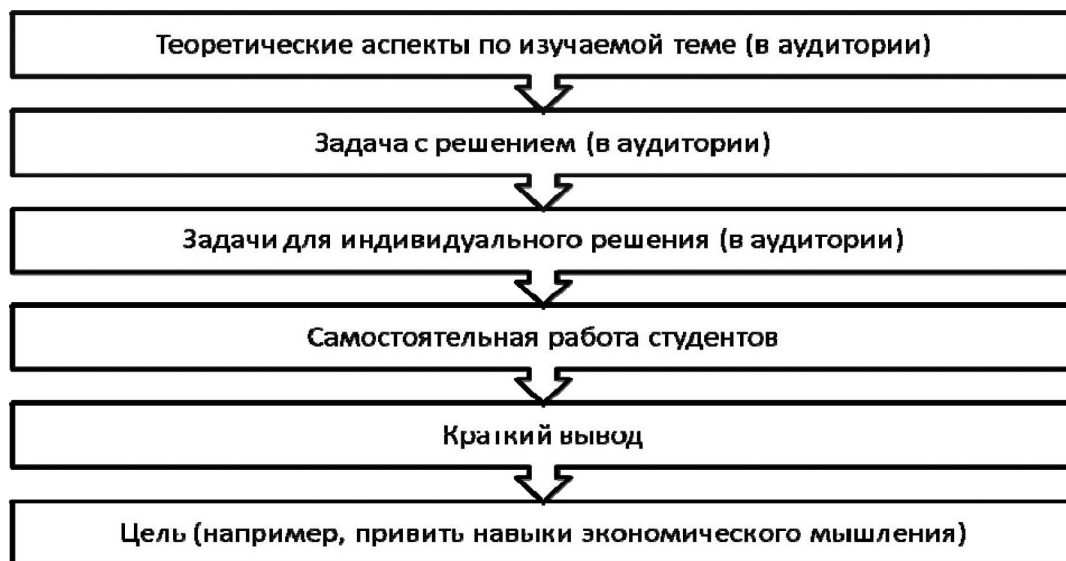 Теоретические аспекты по изучаемой теме (в аудитории)
Задача с решением (в аудитории)
Задачи для индивидуального решения (в аудитории)
Самостоятельная работа студентов
Краткий вывод
Цель (например, привить навыки экономического мышления)